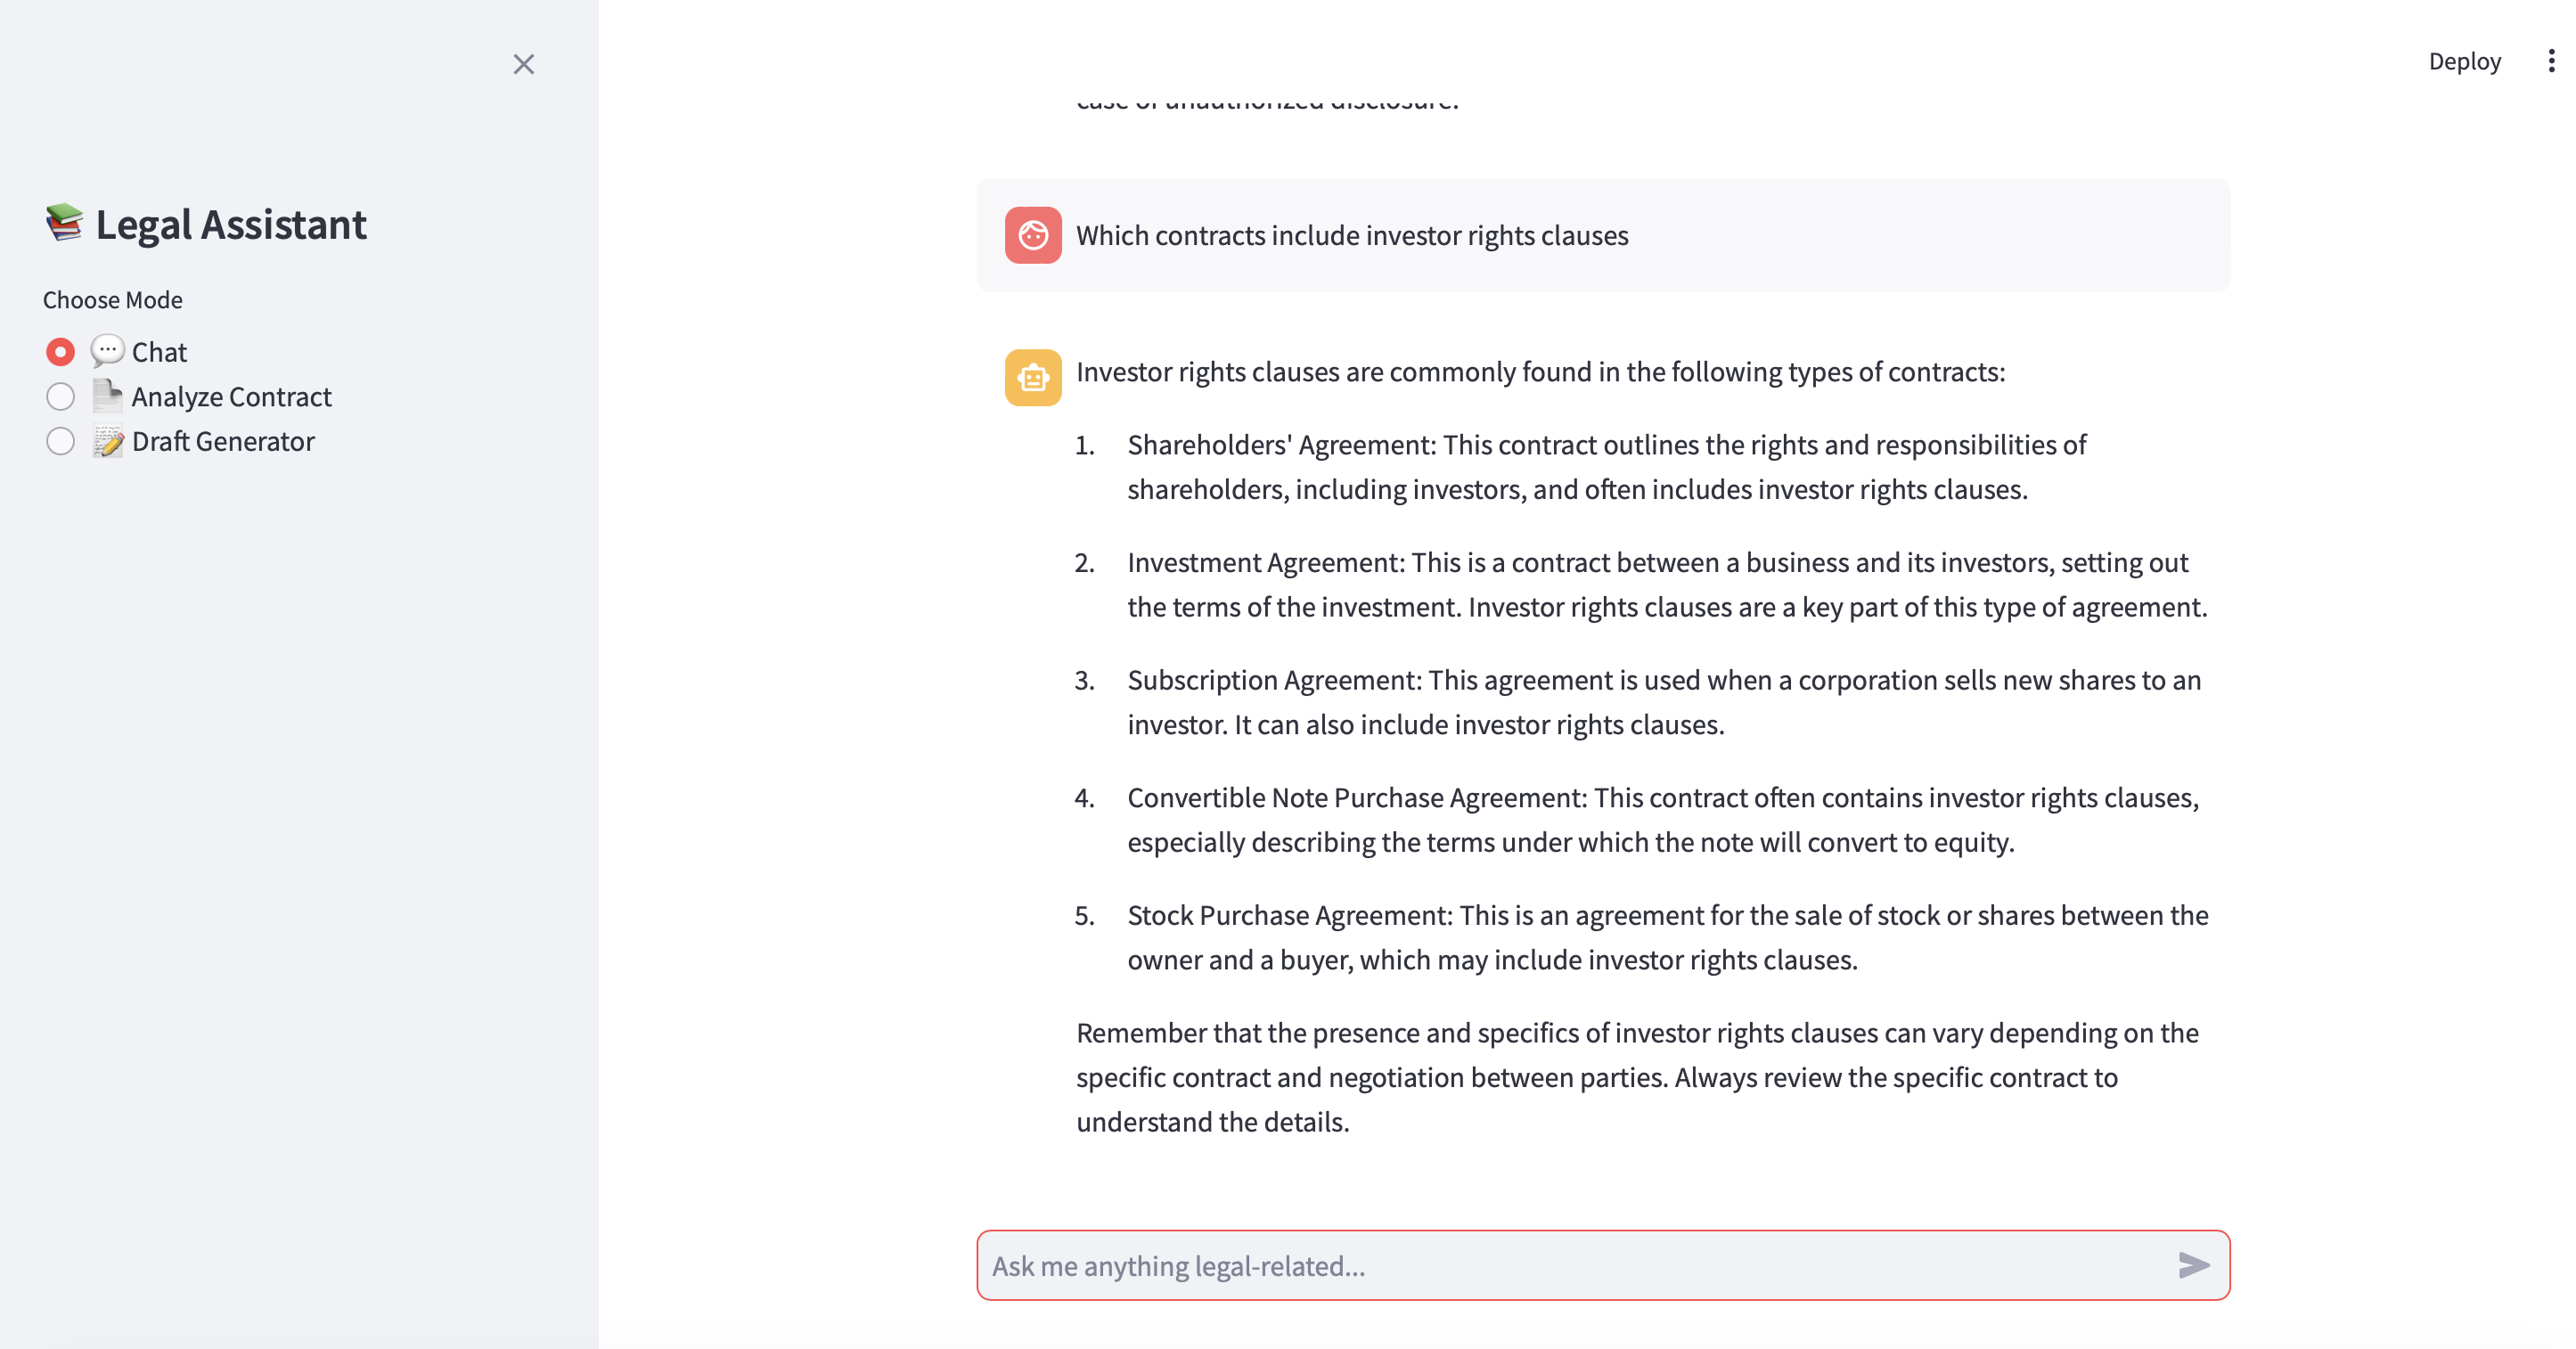 Deploy
Legal Assistant
Choose Mode
Chat
Analyze Contract
Draft Generator
case of unauthorized disclosure.
Which contracts include investor rights clauses
Investor rights clauses are commonly found in the following types of contracts:
1. Shareholders' Agreement: This contract outlines the rights and responsibilities of
shareholders, including investors, and often includes investor rights clauses.
2. Investment Agreement: This is a contract between a business and its investors, setting out
the terms of the investment. Investor rights clauses are a key part of this type of agreement.
3. Subscription Agreement: This agreement is used when a corporation sells new shares to an
investor. It can also include investor rights clauses.
4. Convertible Note Purchase Agreement: This contract often contains investor rights clauses,
especially describing the terms under which the note will convert to equity.
5. Stock Purchase Agreement: This is an agreement for the sale of stock or shares between the
owner and a buyer, which may include investor rights clauses.
Remember that the presence and specifics of investor rights clauses can vary depending on the
specific contract and negotiation between parties. Always review the specific contract to
understand the details.
Ask me anything legal-related...